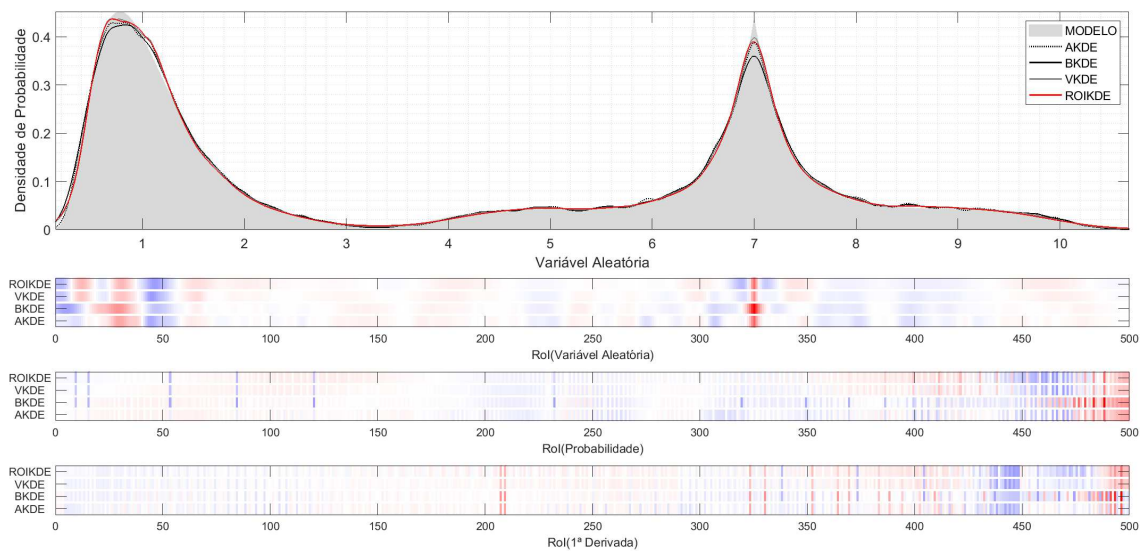 Densidade de Probabilidade
0.4
0.3
0.2
0.1
0
MODELO
AKDE
BKDE
VKDE
ROIKDE
1 2 3 4 5 6 7 8 9 10
Variável Aleatória
ROIKDE
VKDE
BKDE
AKDE
0 50 100 150 200 250 300 350 400 450 500
RoI(Variável Aleatória)
ROIKDE
VKDE
BKDE
AKDE
0 50 100 150 200 250 300 350 400 450 500
RoI(Probabilidade)
ROIKDE
VKDE
BKDE
AKDE
0 50 100 150 200 250 300 350 400 450 500
RoI(1ª Derivada)